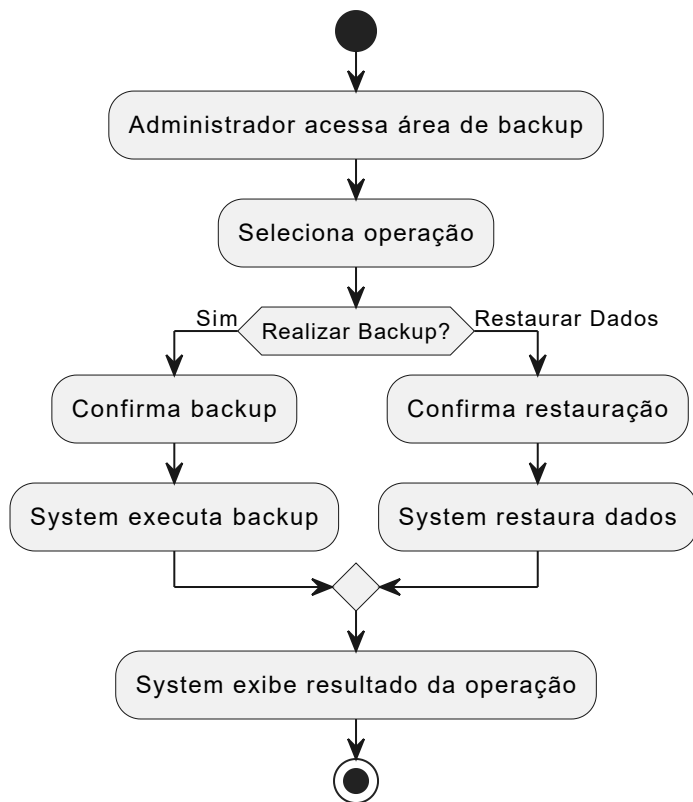 Administrador acessa área de backup
Seleciona operação
Sim
Realizar Backup?
Restaurar Dados
Confirma backup
Confirma restauração
System executa backup
System restaura dados
System exibe resultado da operação